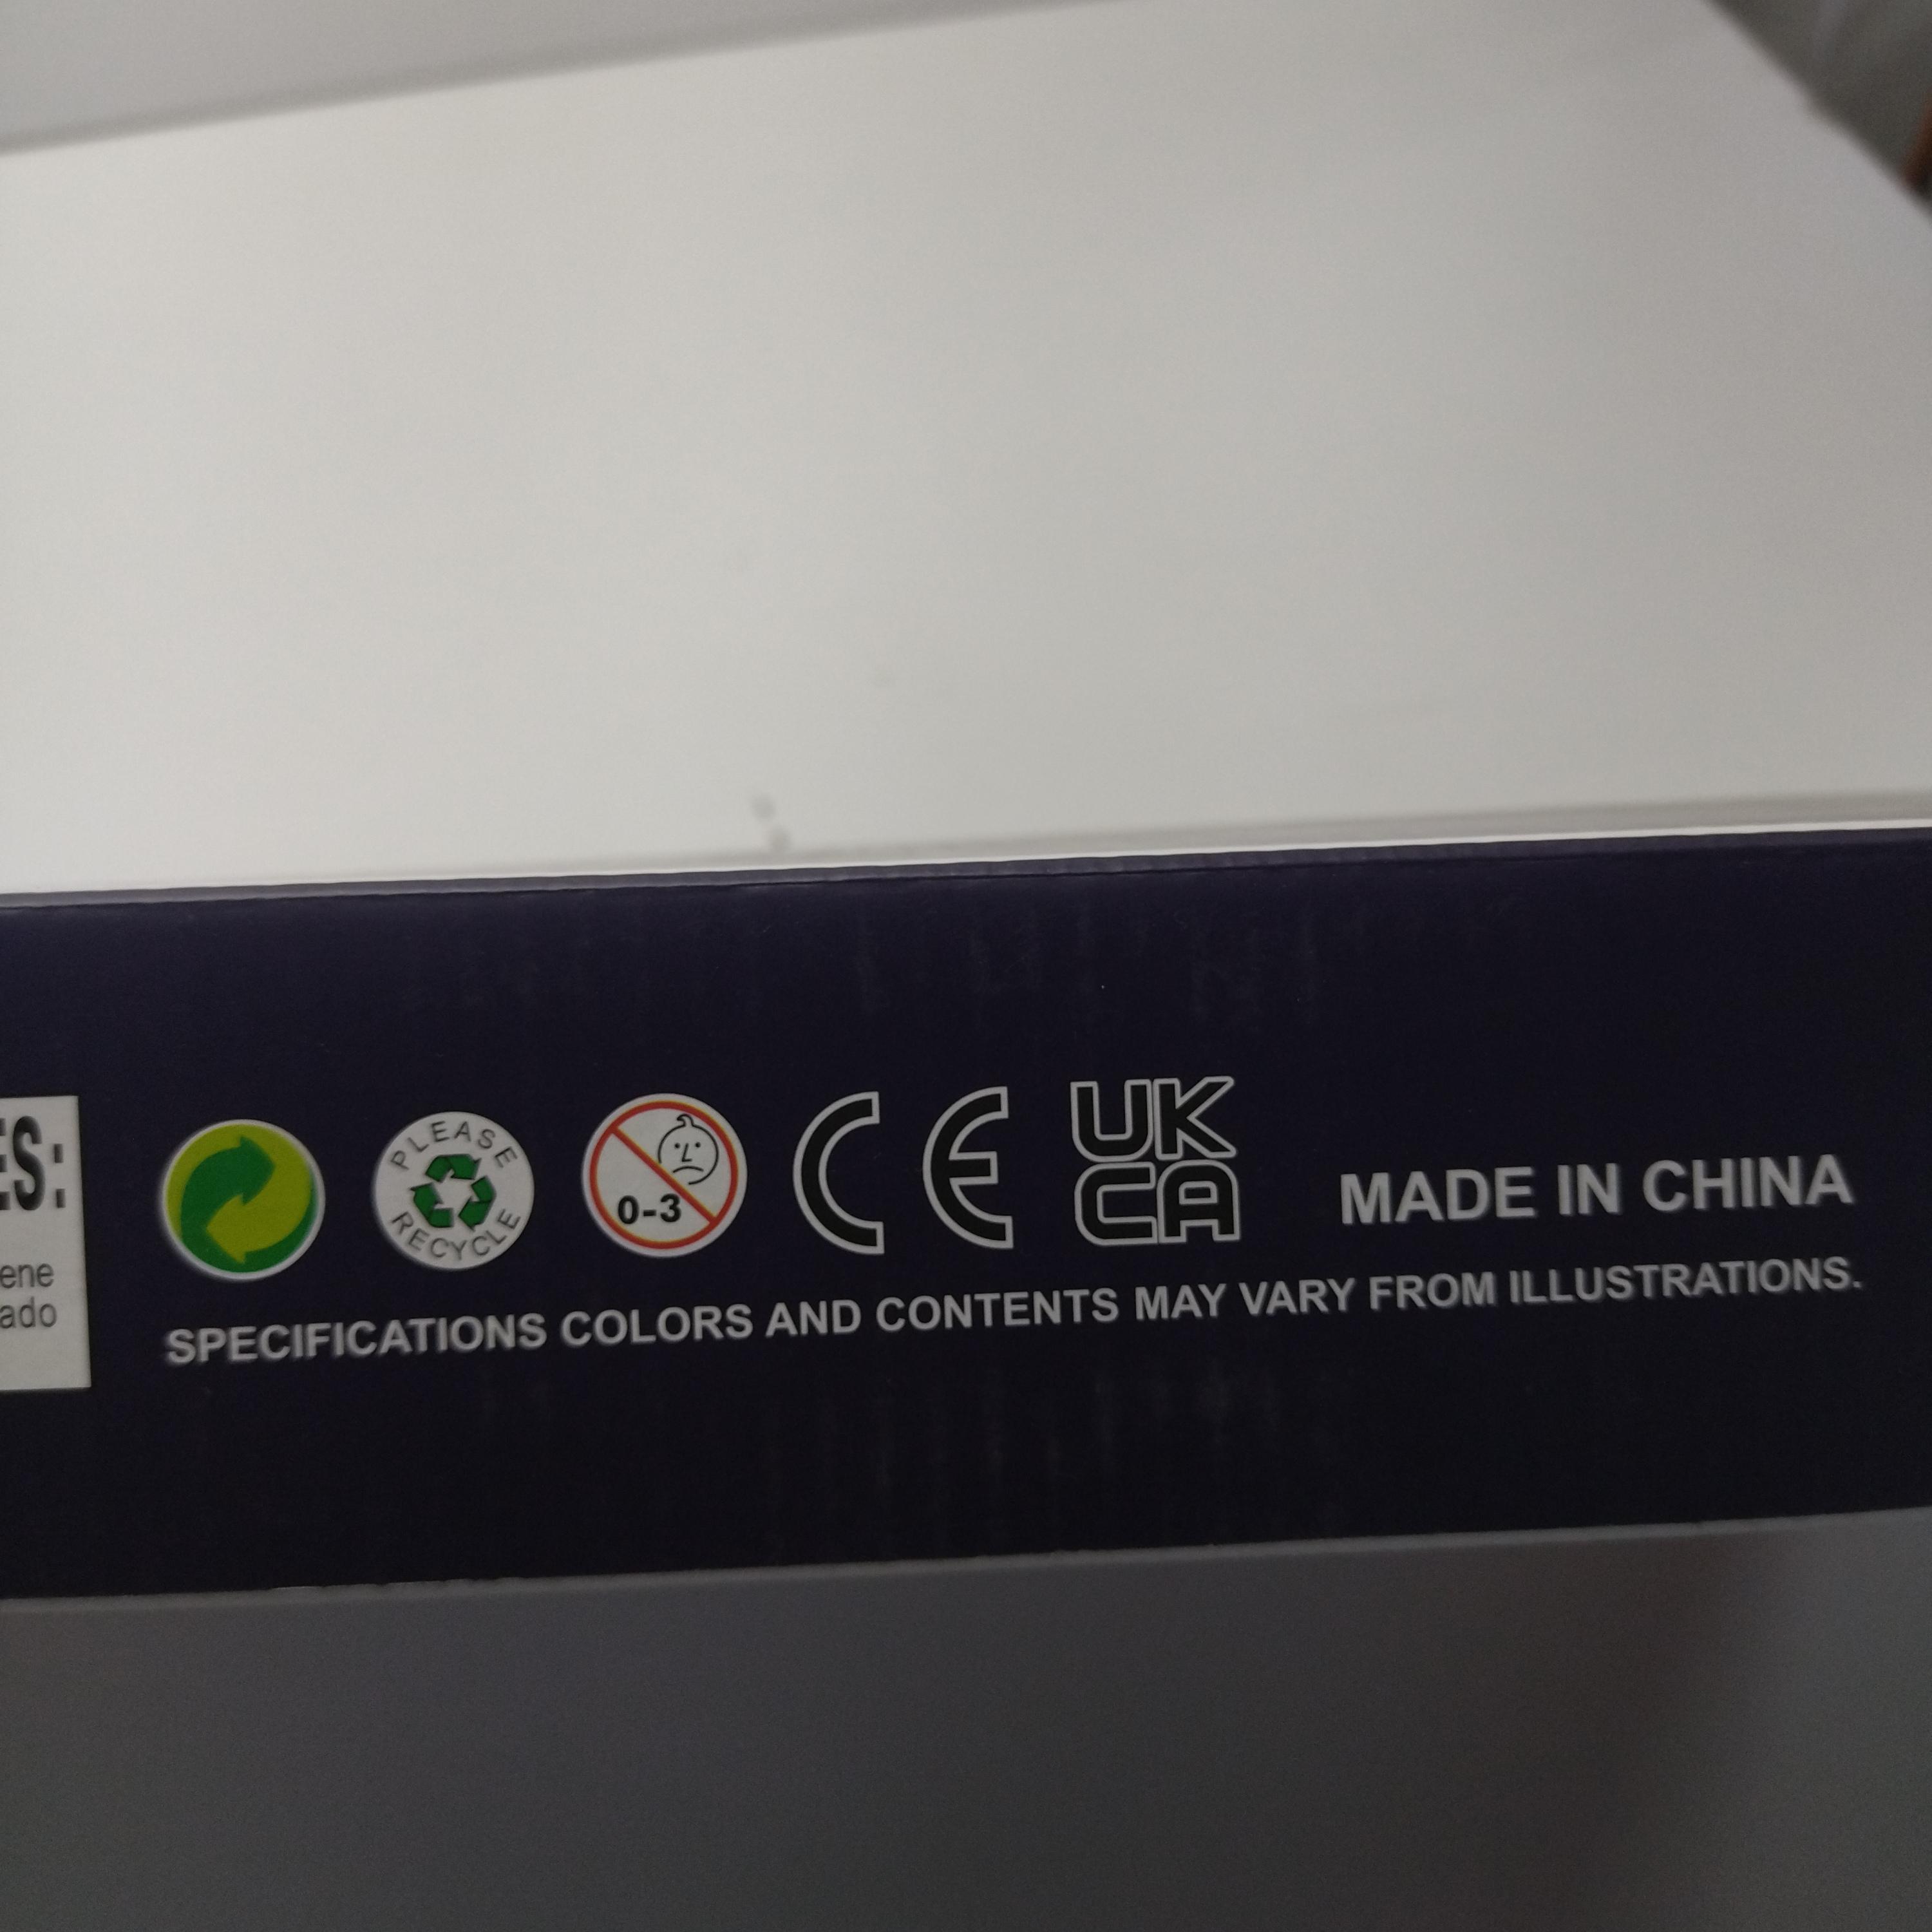 ES:
ene
ado
PLEASE
RECYCLE
0-3
CE
UK
CA
MADE IN CHINA
SPECIFICATIONS COLORS AND CONTENTS MAY VARY FROM ILLUSTRATIONS.